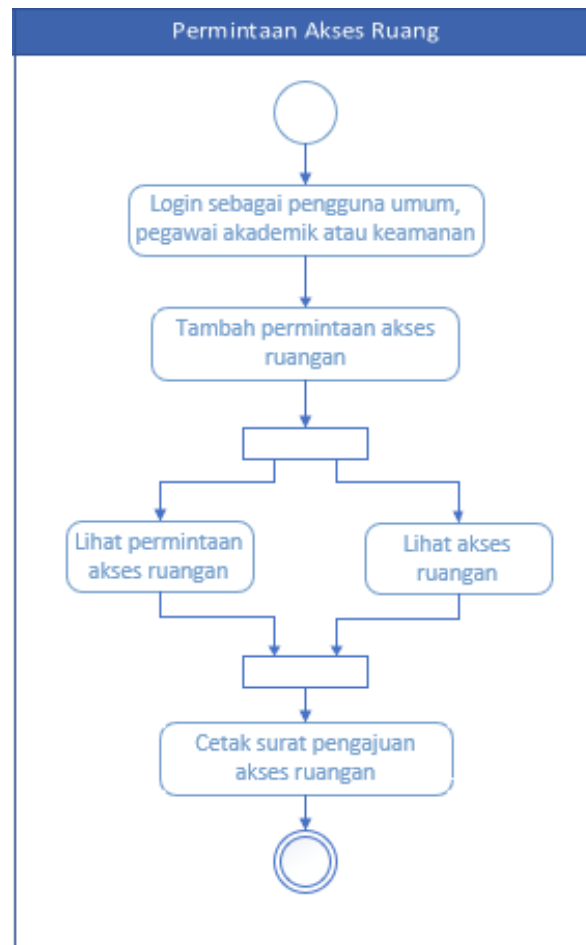 Permintaan Akses Ruang
Login sebagai pengguna umum,
pegawai akademik atau keamanan
Tambah permintaan akses
ruangan
Lihat permintaan
akses ruangan
Lihat akses
ruangan
Cetak surat pengajuan
akses ruangan